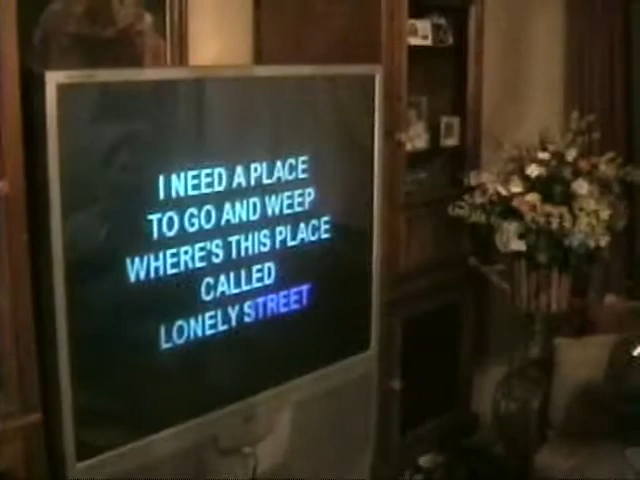 I NEED A PLACE
TO GO AND WEEP
WHERE'S THIS PLACE
CALLED
LONELY STREET